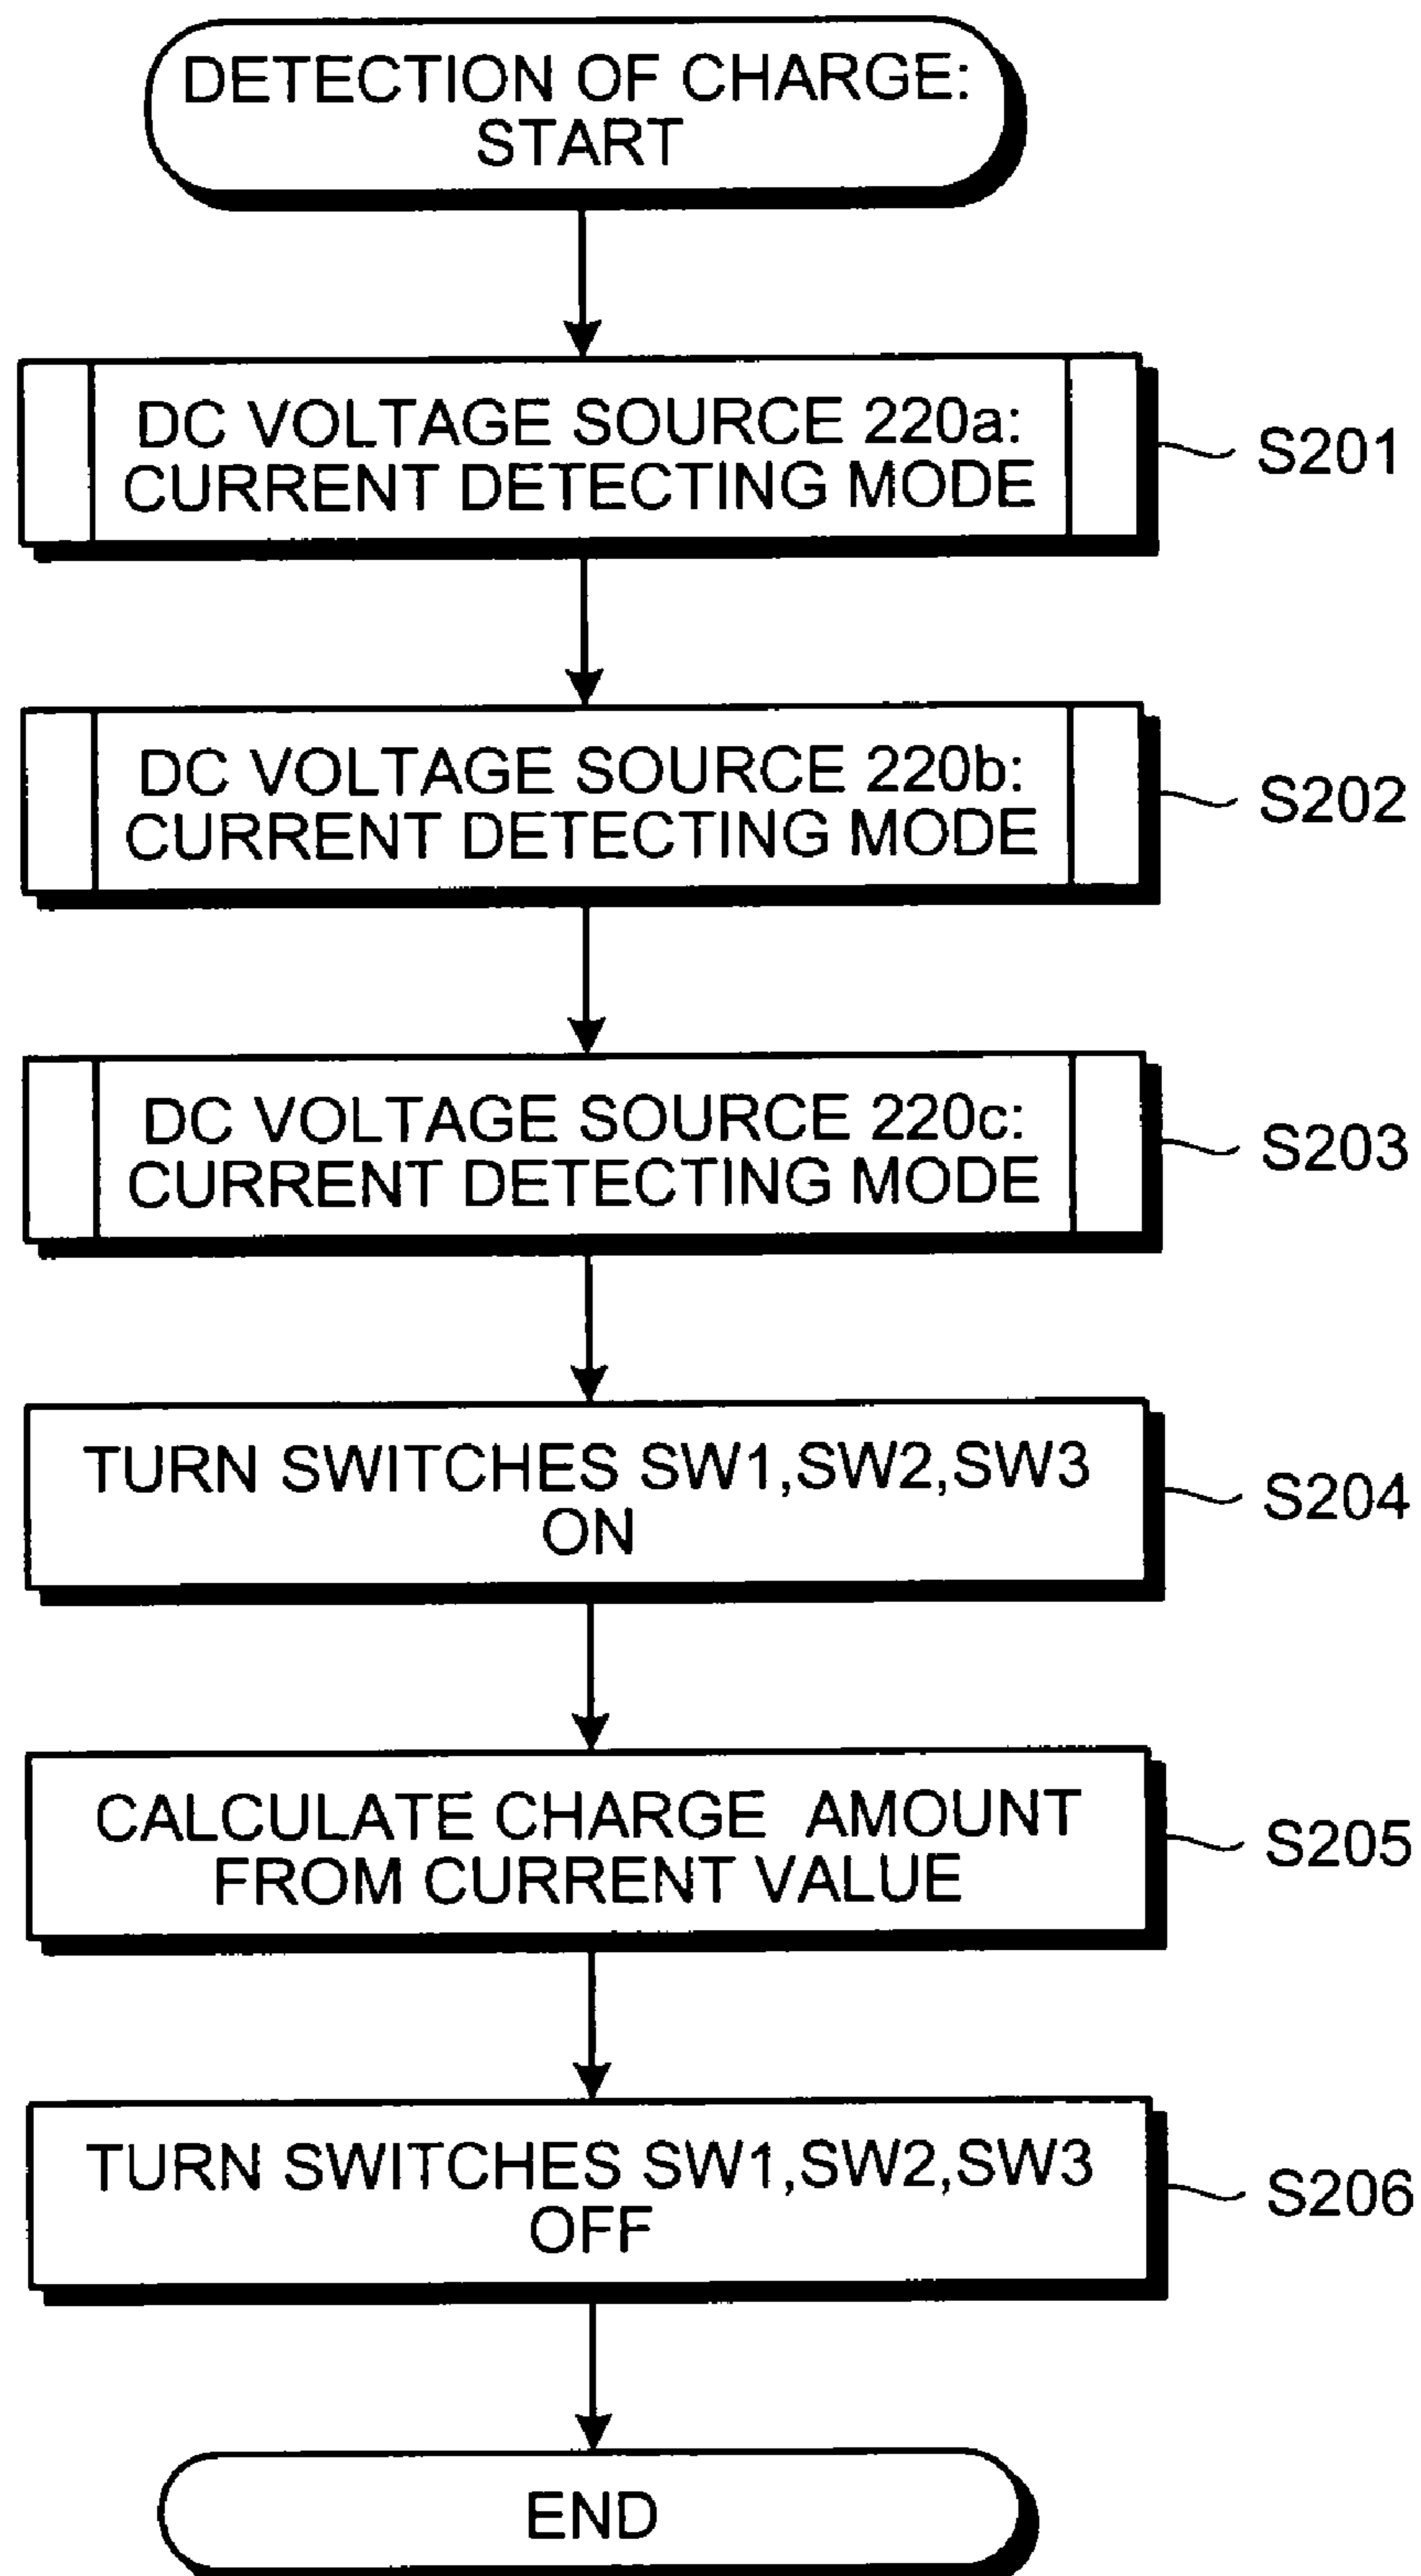 DETECTION OF CHARGE:
START
DC VOLTAGE SOURCE 220a:
CURRENT DETECTING MODE
S201
DC VOLTAGE SOURCE 220b:
CURRENT DETECTING MODE
S202
DC VOLTAGE SOURCE 220c:
CURRENT DETECTING MODE
S203
TURN SWITCHES SW1,SW2,SW3
ON
S204
CALCULATE CHARGE AMOUNT
FROM CURRENT VALUE
S205
TURN SWITCHES SW1,SW2,SW3
OFF
S206
END